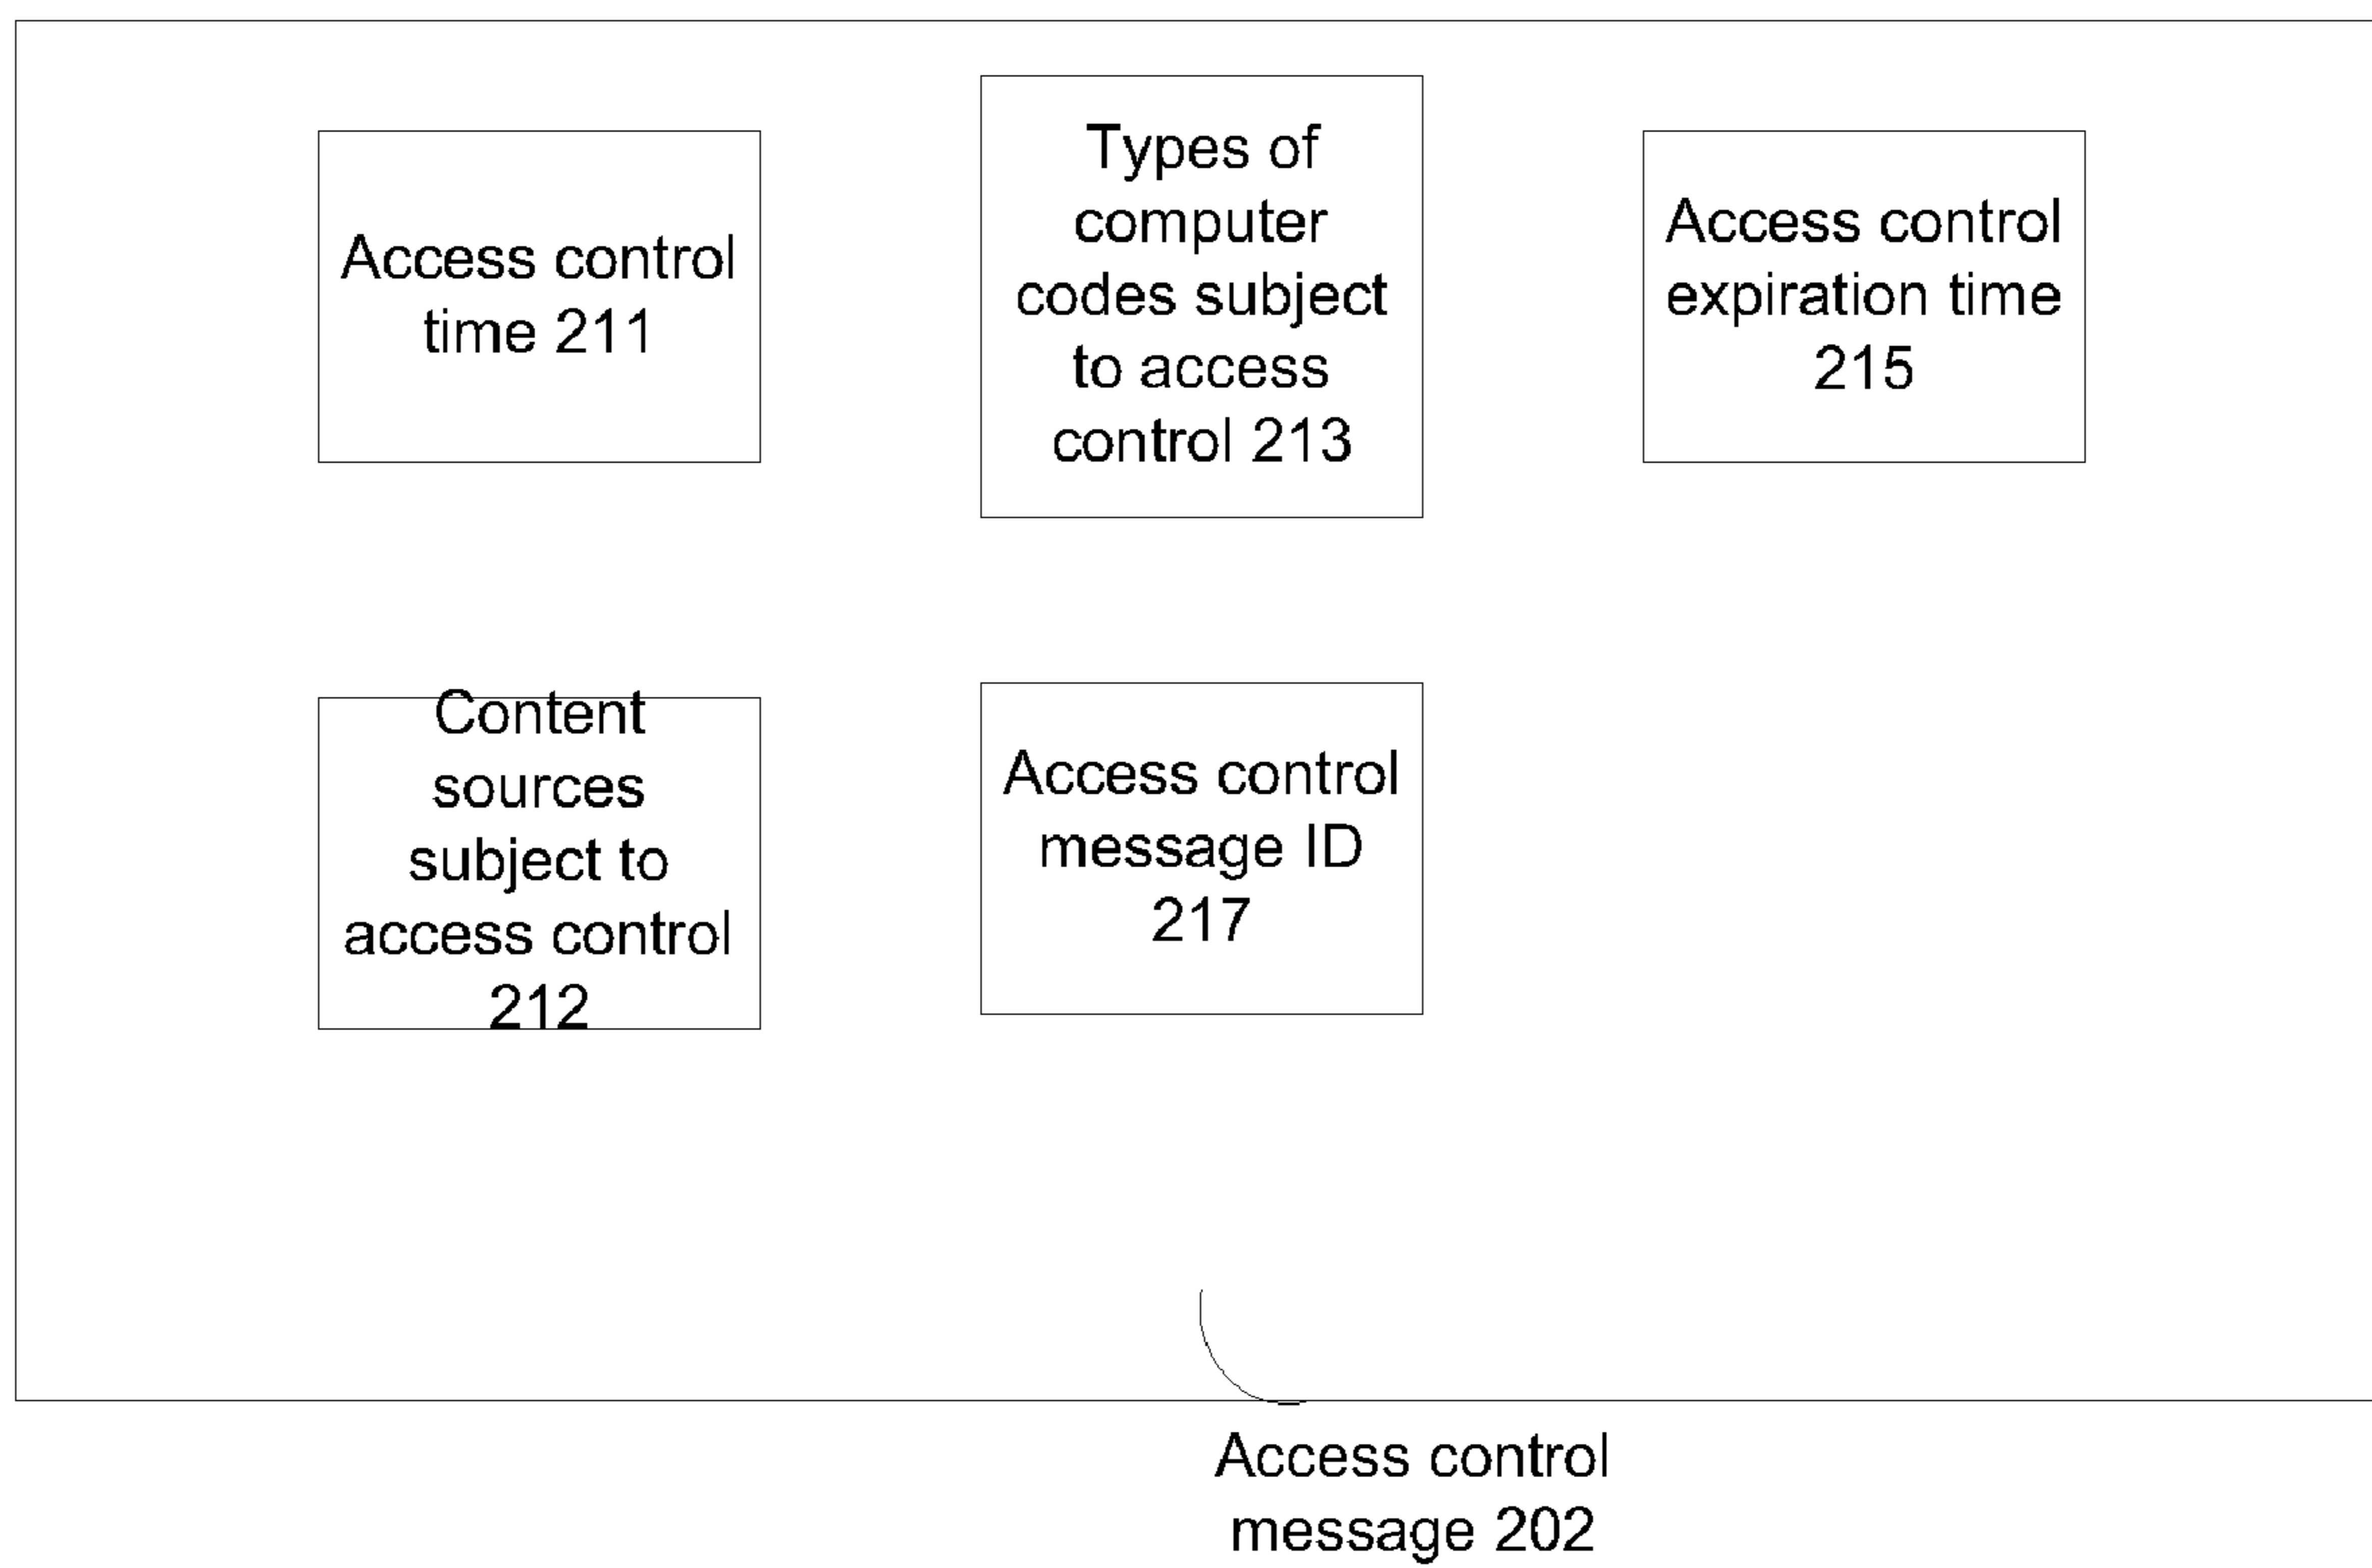 Access control
time 211
Types of
computer
codes subject
to access
control 213
Access control
expiration time
215
Content
sources
subject to
access control
212
Access control
message ID
217
Access control
message 202